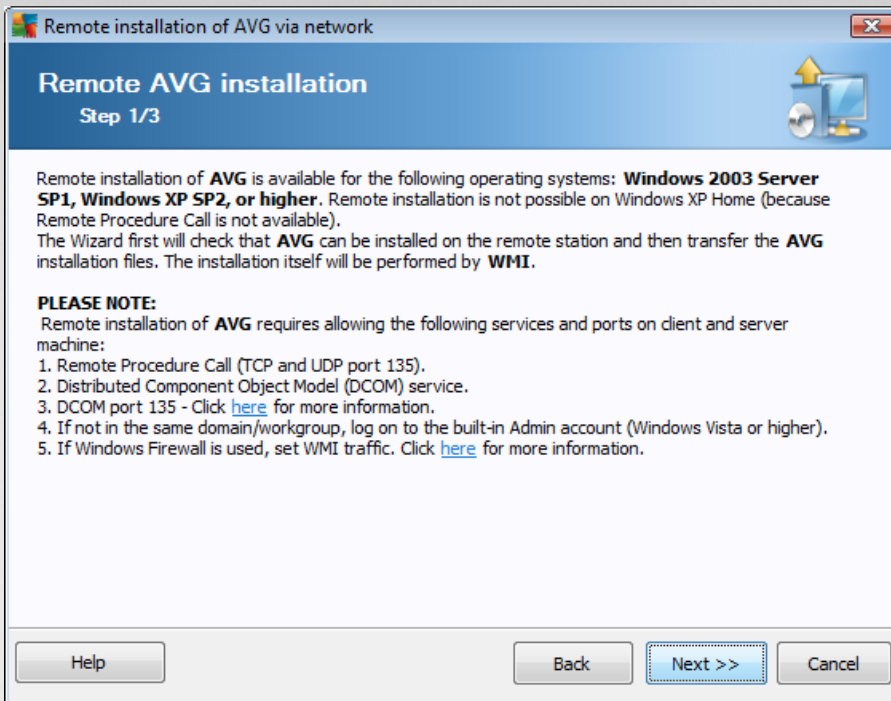 Remote installation of AVG via network
Remote AVG installation
Step 1/3
Remote installation of AVG is available for the following operating systems: Windows 2003 Server
SP1, Windows XP SP2, or higher. Remote installation is not possible on Windows XP Home (because
Remote Procedure Call is not available).
The Wizard first will check that AVG can be installed on the remote station and then transfer the AVG
installation files. The installation itself will be performed by WMI.
PLEASE NOTE:
Remote installation of AVG requires allowing the following services and ports on client and server
machine:
1. Remote Procedure Call (TCP and UDP port 135).
2. Distributed Component Object Model (DCOM) service.
3. DCOM port 135 - Click here for more information.
4. If not in the same domain/workgroup, log on to the built-in Admin account (Windows Vista or higher).
5. If Windows Firewall is used, set WMI traffic. Click here for more information.
Help
Back
Next >>
Cancel